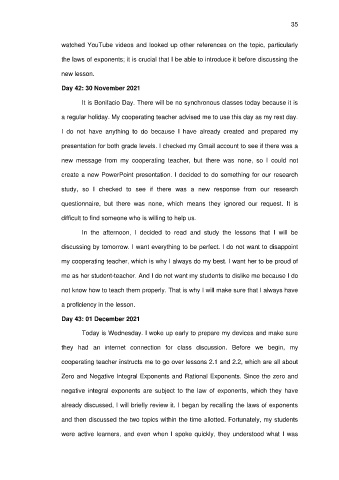 35
watched YouTube videos and looked up other references on the topic, particularly
the laws of exponents; it is crucial that I be able to introduce it before discussing the
new lesson.
Day 42: 30 November 2021
It is Bonifacio Day. There will be no synchronous classes today because it is
a regular holiday. My cooperating teacher advised me to use this day as my rest day.
I do not have anything to do because I have already created and prepared my
presentation for both grade levels. I checked my Gmail account to see if there was a
new message from my cooperating teacher, but there was none, so I could not
create a new PowerPoint presentation. I decided to do something for our research
study, so I checked to see if there was a new response from our research
questionnaire, but there was none, which means they ignored our request. It is
difficult to find someone who is willing to help us.
In the afternoon, I decided to read and study the lessons that I will be
discussing by tomorrow. I want everything to be perfect. I do not want to disappoint
my cooperating teacher, which is why I always do my best. I want her to be proud of
me as her student-teacher. And I do not want my students to dislike me because I do
not know how to teach them properly. That is why I will make sure that I always have
a proficiency in the lesson.
Day 43: 01 December 2021
Today is Wednesday. I woke up early to prepare my devices and make sure
they had an internet connection for class discussion. Before we begin, my
cooperating teacher instructs me to go over lessons 2.1 and 2.2, which are all about
Zero and Negative Integral Exponents and Rational Exponents. Since the zero and
negative integral exponents are subject to the law of exponents, which they have
already discussed, I will briefly review it. I began by recalling the laws of exponents
and then discussed the two topics within the time allotted. Fortunately, my students
were active learners, and even when I spoke quickly, they understood what I was